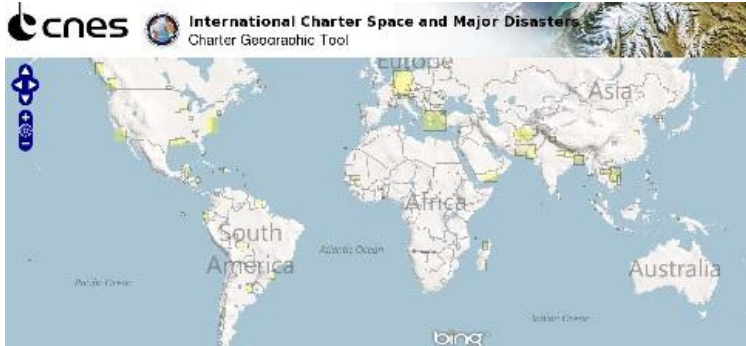 cnes
International Charter Space and Major Disasters
Charter Geographic Tool
Europe
Asia
Africa
South
America
Atlantic Ocean
Australia
Pacific Ocean
Indian Ocean
bing